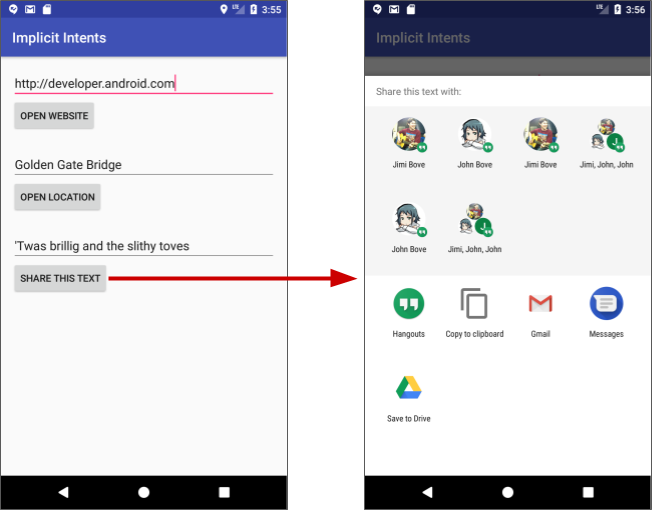 3:55
Implicit Intents
http://developer.android.com
OPEN WEBSITE
Golden Gate Bridge
OPEN LOCATION
'Twas brillig and the slithy toves
SHARE THIS TEXT
3:56
Implicit Intents
Share this text with:
Jimi Bove John Bove Jimi Bove Jimi, John, John
John Bove Jimi, John, John
Hangouts Copy to clipboard Gmail Messages
Save to Drive